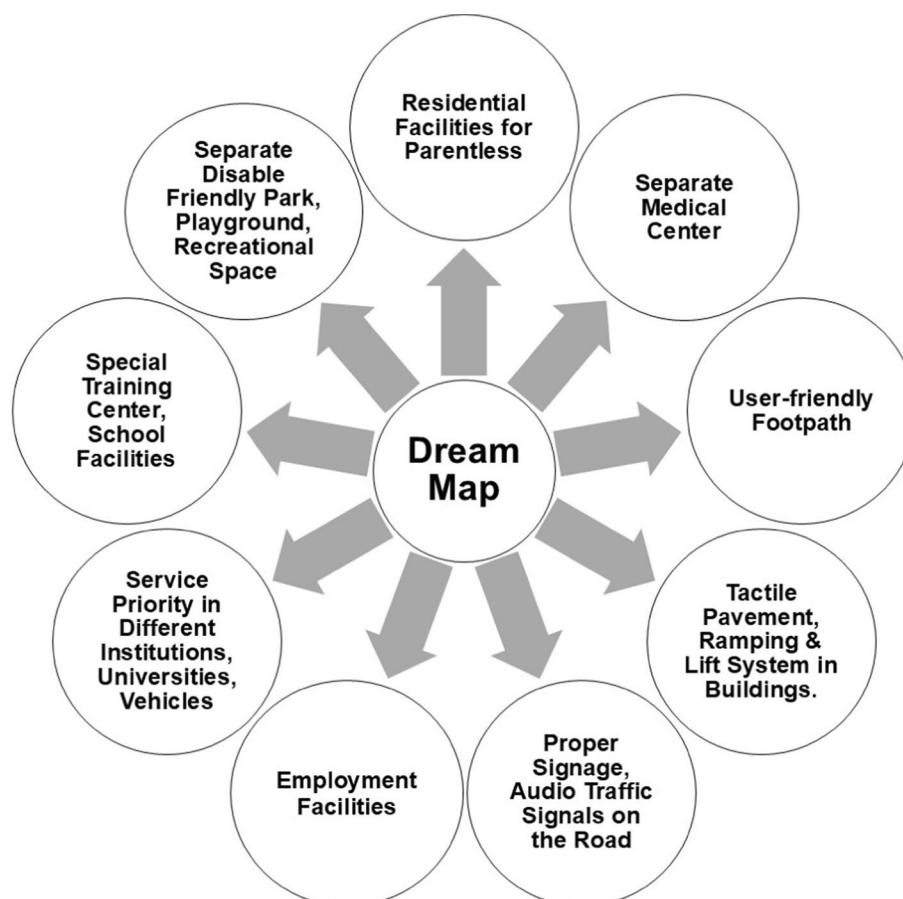 Residential
Facilities for
Parentless
Separate
Medical
Center
User-friendly
Footpath
Tactile
Pavement,
Ramping &
Lift System in
Buildings.
Proper
Signage,
Audio Traffic
Signals on
the Road
Employment
Facilities
Service
Priority in
Different
Institutions,
Universities,
Vehicles
Special
Training
Center,
School
Facilities
Separate
Disable
Friendly Park,
Playground,
Recreational
Space
Dream
Map